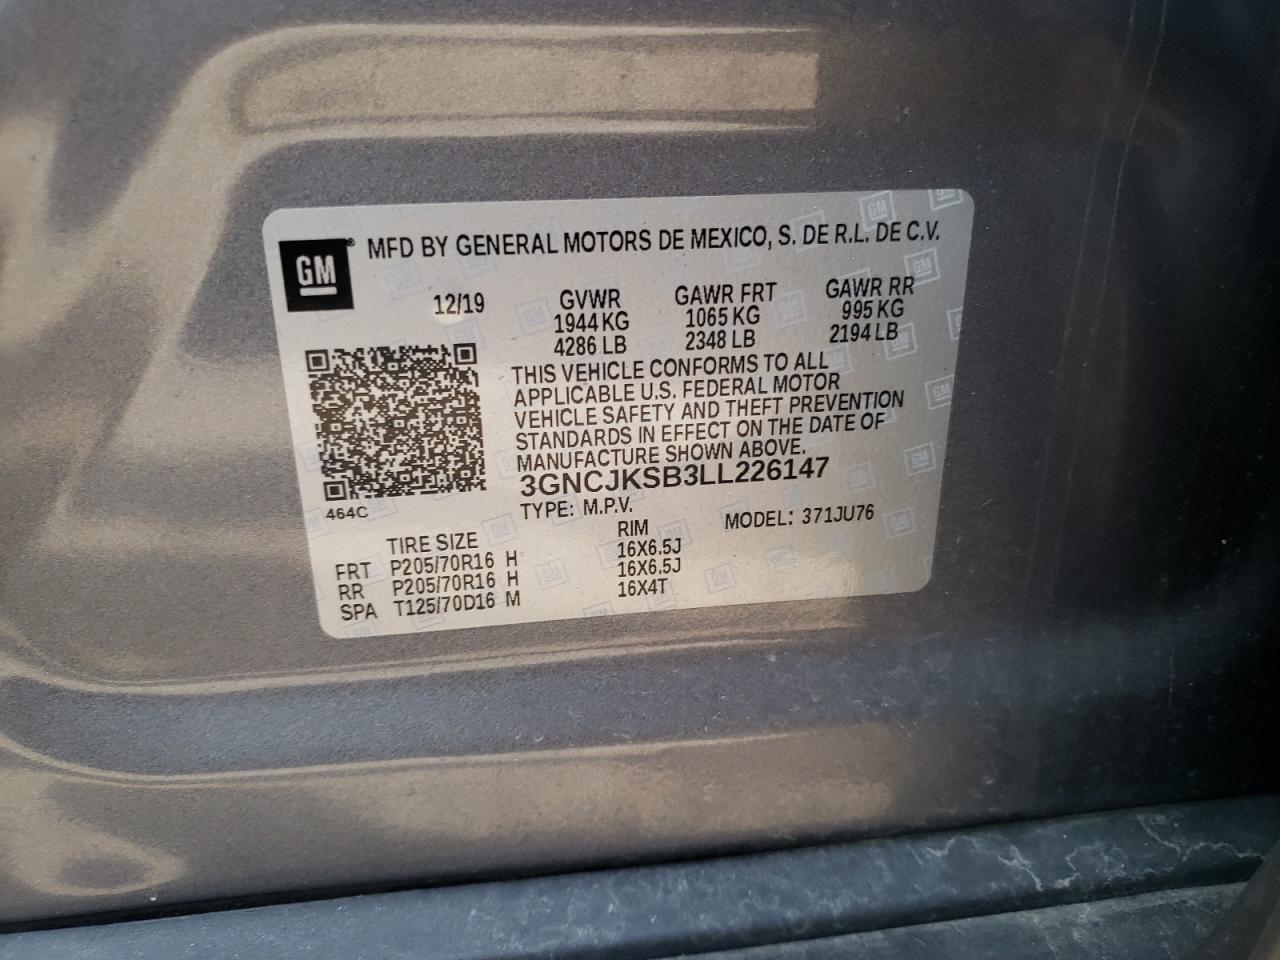 GM
MFD BY GENERAL MOTORS DE MEXICO, S. DE R.L. DE C.V.
12/19 GVWR GAWR FRT GAWR RR
1944 KG 1065 KG 995 KG
4286 LB 2348 LB 2194 LB
THIS VEHICLE CONFORMS TO ALL
APPLICABLE U.S. FEDERAL MOTOR
VEHICLE SAFETY AND THEFT PREVENTION
STANDARDS IN EFFECT ON THE DATE OF
MANUFACTURE SHOWN ABOVE.
3GNCJKSB3LL226147
464C
TYPE: M.P.V. MODEL: 371JU76
TIRE SIZE RIM
FRT P205/70R16 H 16X6.5J
RR P205/70R16 H 16X6.5J
SPA T125/70D16 M 16X4T